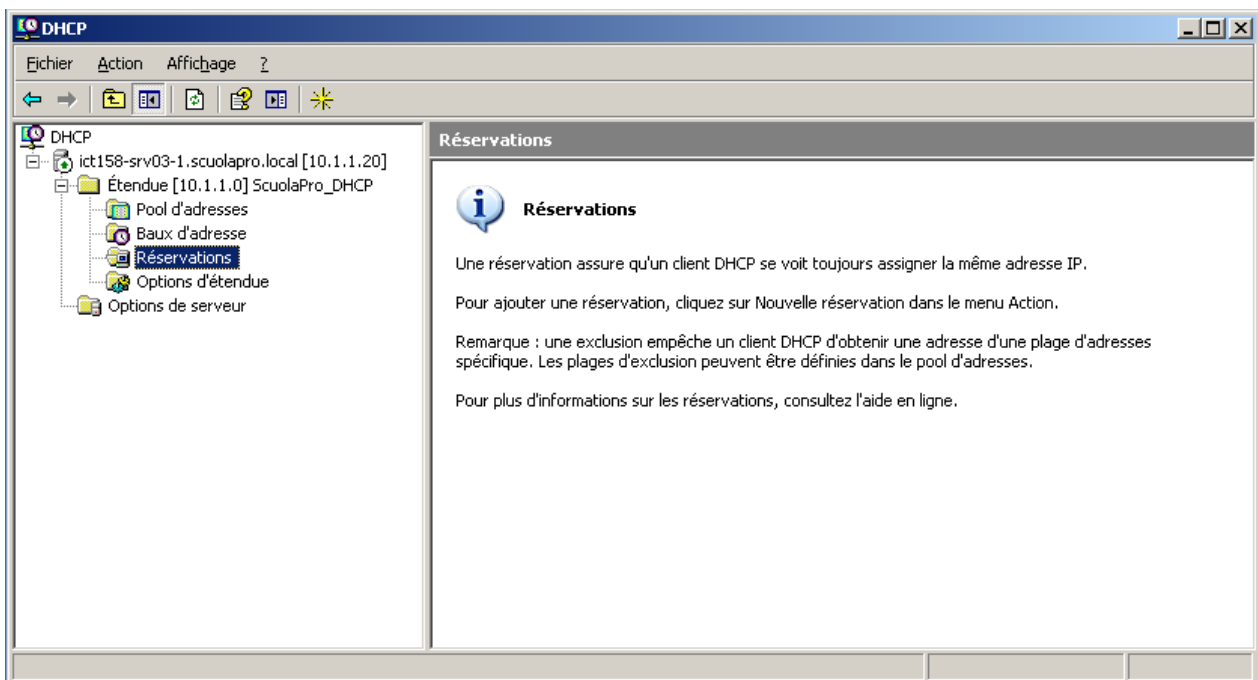 DHCP
Eichier Action Affichage ?
DHCP
ict158-srv03-1.scuolapro.local [10.1.1.20]
Étendue [10.1.1.0] ScuolaPro_DHCP
Pool d'adresses
Baux d'adresse
Réservations
Options d'étendue
Options de serveur
Réservations
Réservations
Une réservation assure qu'un client DHCP se voit toujours assigner la même adresse IP.
Pour ajouter une réservation, cliquez sur Nouvelle réservation dans le menu Action.
Remarque : une exclusion empêche un client DHCP d'obtenir une adresse d'une plage d'adresses
spécifique. Les plages d'exclusion peuvent être définies dans le pool d'adresses.
Pour plus d'informations sur les réservations, consultez l'aide en ligne.